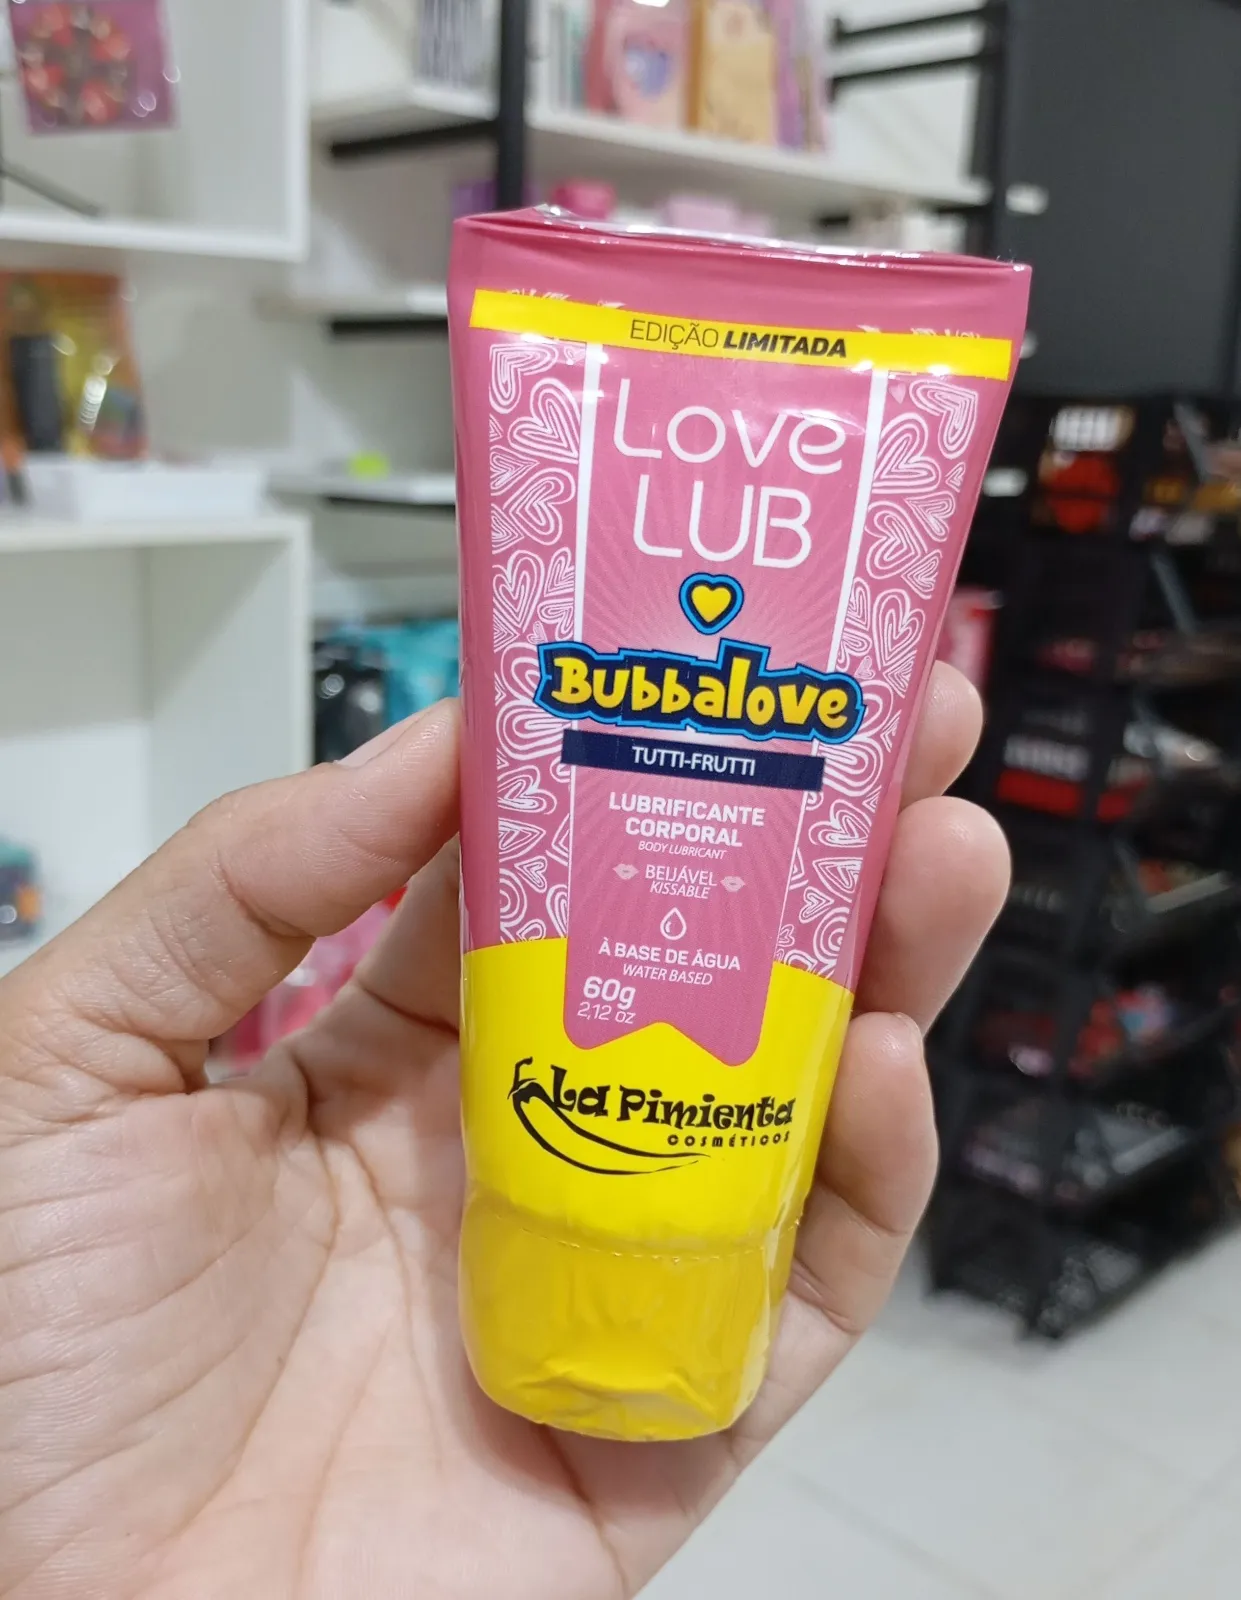 EDIÇÃO LIMITADA
LOVE
LUB
Bubbalove
TUTTI-FRUTTI
LUBRIFICANTE
CORPORAL
BODY LUBRICANT
BEIJÁVEL
KISSABLE
À BASE DE ÁGUA
WATER BASED
60g
2,12 oz
La Pimienta
COSMÉTICOS